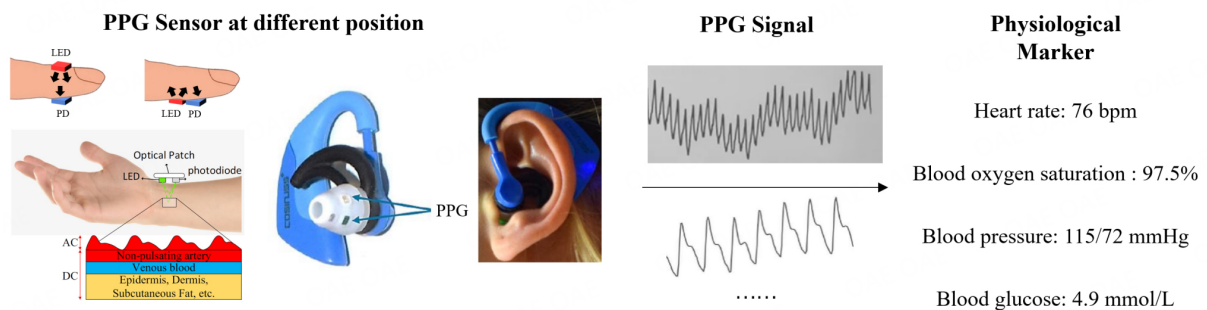 PPG Sensor at different position
LED
PD
LED
PD
Optical Patch
LED
photodiode
AC
DC
Non-pulsating artery
Venous blood
Epidermis, Dermis,
Subcutaneous Fat, etc.
cosinuss°
PPG
PPG Signal
......
Physiological
Marker
Heart rate: 76 bpm
Blood oxygen saturation : 97.5%
Blood pressure: 115/72 mmHg
Blood glucose: 4.9 mmol/L